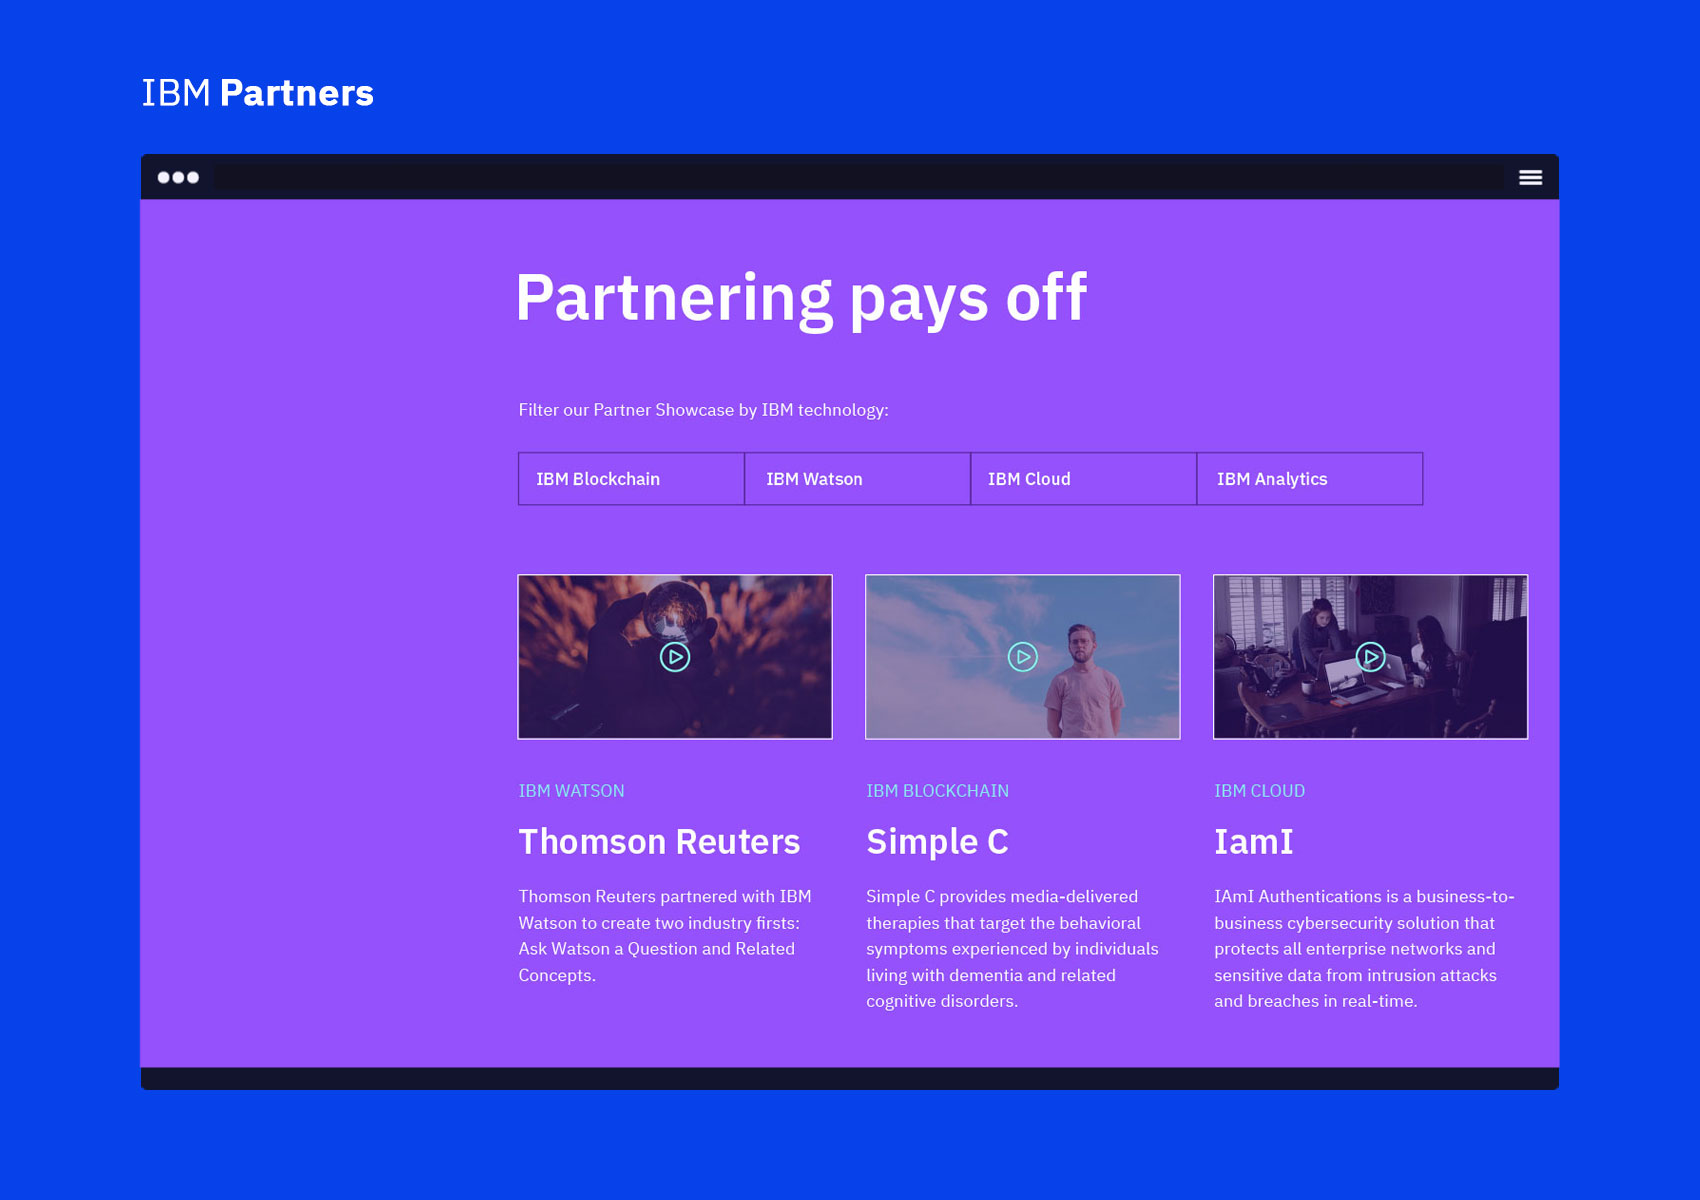 IBM Partners
Partnering pays off
Filter our Partner Showcase by IBM technology:
IBM Blockchain
IBM Watson
IBM Cloud
IBM Analytics
IBM WATSON
Thomson Reuters
Thomson Reuters partnered with IBM
Watson to create two industry firsts:
Ask Watson a Question and Related
Concepts.
IBM BLOCKCHAIN
Simple C
Simple C provides media-delivered
therapies that target the behavioral
symptoms experienced by individuals
living with dementia and related
cognitive disorders.
IBM CLOUD
IamI
IAmI Authentications is a business-to-
business cybersecurity solution that
protects all enterprise networks and
sensitive data from intrusion attacks
and breaches in real-time.